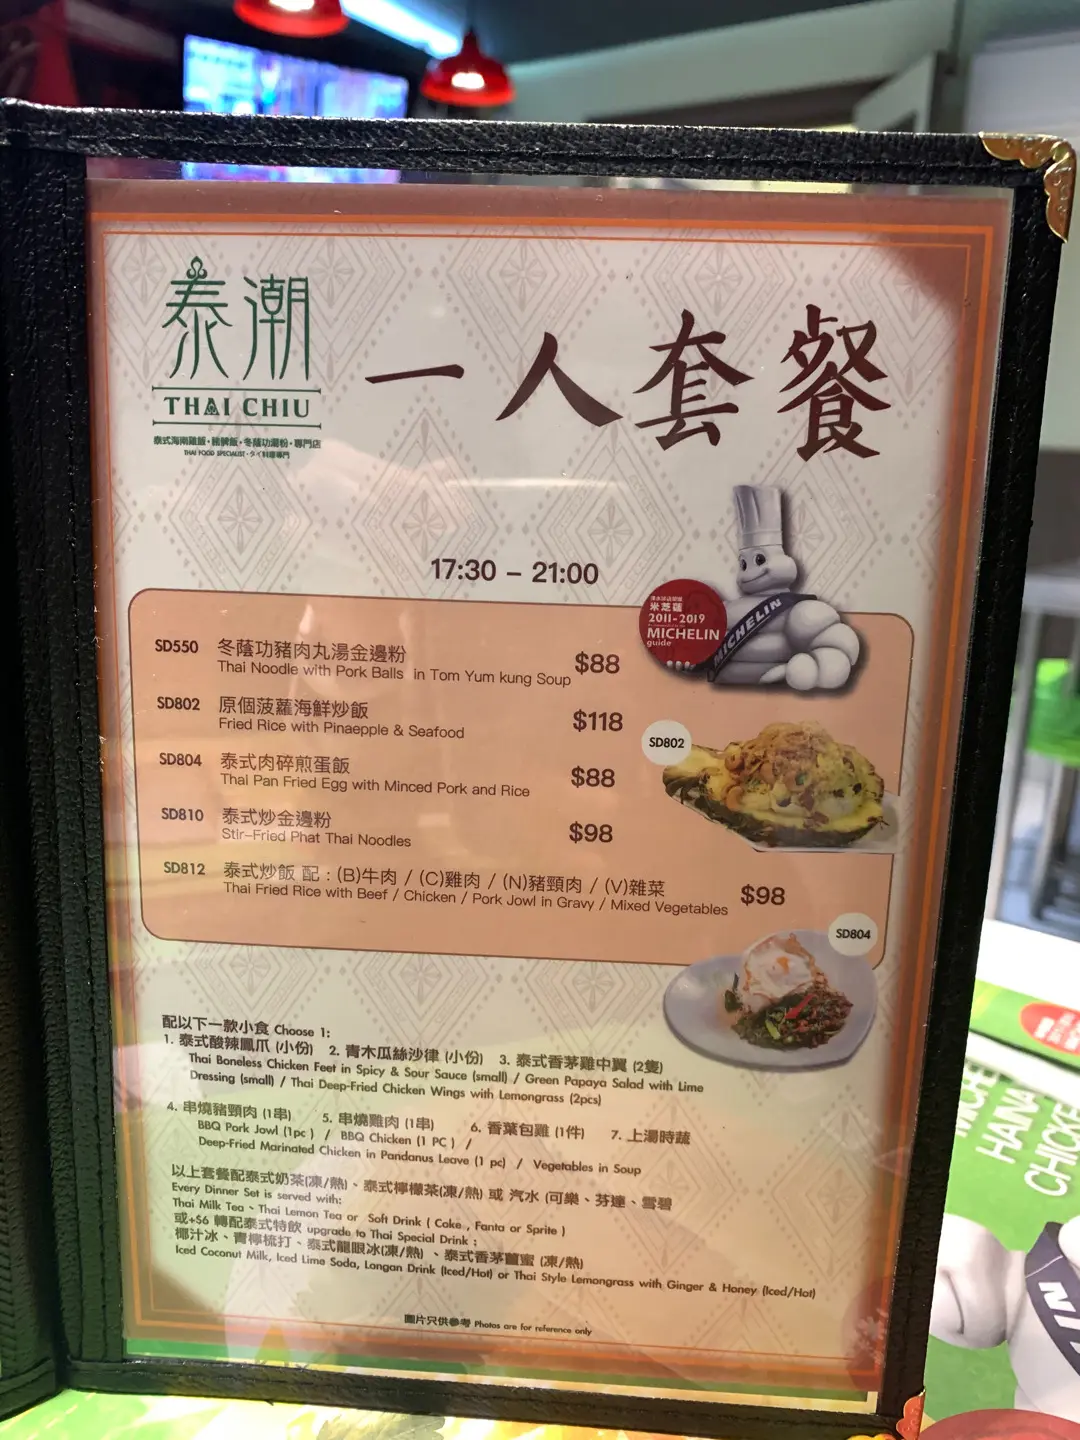 泰潮
THAI CHIU
泰式海南雞飯·豬髀飯·冬蔭功湯粉·專門店
THAI FOOD SPECIALIST·タイ料理専門
一人套餐
17:30 – 21:00
米芝蓮
2011-2019
MICHELIN
guide
MICHELIN
SD550 冬蔭功豬肉丸湯金邊粉
Thai Noodle with Pork Balls in Tom Yum kung Soup $88
SD802 原個菠蘿海鮮炒飯
Fried Rice with Pinaepple & Seafood $118
SD802
SD804 泰式肉碎煎蛋飯
Thai Pan Fried Egg with Minced Pork and Rice $88
SD810 泰式炒金邊粉
Stir-Fried Phat Thai Noodles $98
SD812 泰式炒飯 配：(B)牛肉 / (C)雞肉 / (N)豬頸肉 / (V)雜菜
Thai Fried Rice with Beef / Chicken / Pork Jowl in Gravy / Mixed Vegetables $98
SD804
配以下一款小食 Choose 1:
1. 泰式酸辣鳳爪 (小份) 2. 青木瓜絲沙律 (小份) 3. 泰式香茅雞中翼 (2隻)
Thai Boneless Chicken Feet in Spicy & Sour Sauce (small) / Green Papaya Salad with Lime
Dressing (small) / Thai Deep-Fried Chicken Wings with Lemongrass (2pcs)
4. 串燒豬頸肉 (1串) 5. 串燒雞肉 (1串) 6. 香葉包雞 (1件) 7. 上湯時蔬
BBQ Pork Jowl (1pc ) / BBQ Chicken (1 PC ) /
Deep-Fried Marinated Chicken in Pandanus Leave (1 pc) / Vegetables in Soup
以上套餐配泰式奶茶(凍/熱)、泰式檸檬茶(凍/熱) 或 汽水 (可樂、芬達、雪碧
Every Dinner Set is served with:
Thai Milk Tea、Thai Lemon Tea or Soft Drink ( Coke , Fanta or Sprite )
或+$6 轉配泰式特飲 upgrade to Thai Special Drink :
椰汁冰、青檸梳打、泰式龍眼冰(凍/熱) 、泰式香茅薑蜜 (凍/熱)
Iced Coconut Milk, Iced Lime Soda, Longan Drink (Iced/Hot) or Thai Style Lemongrass with Ginger & Honey (Iced/Hot)
圖片只供參考 Photos are for reference only
HAINA
CHICKE